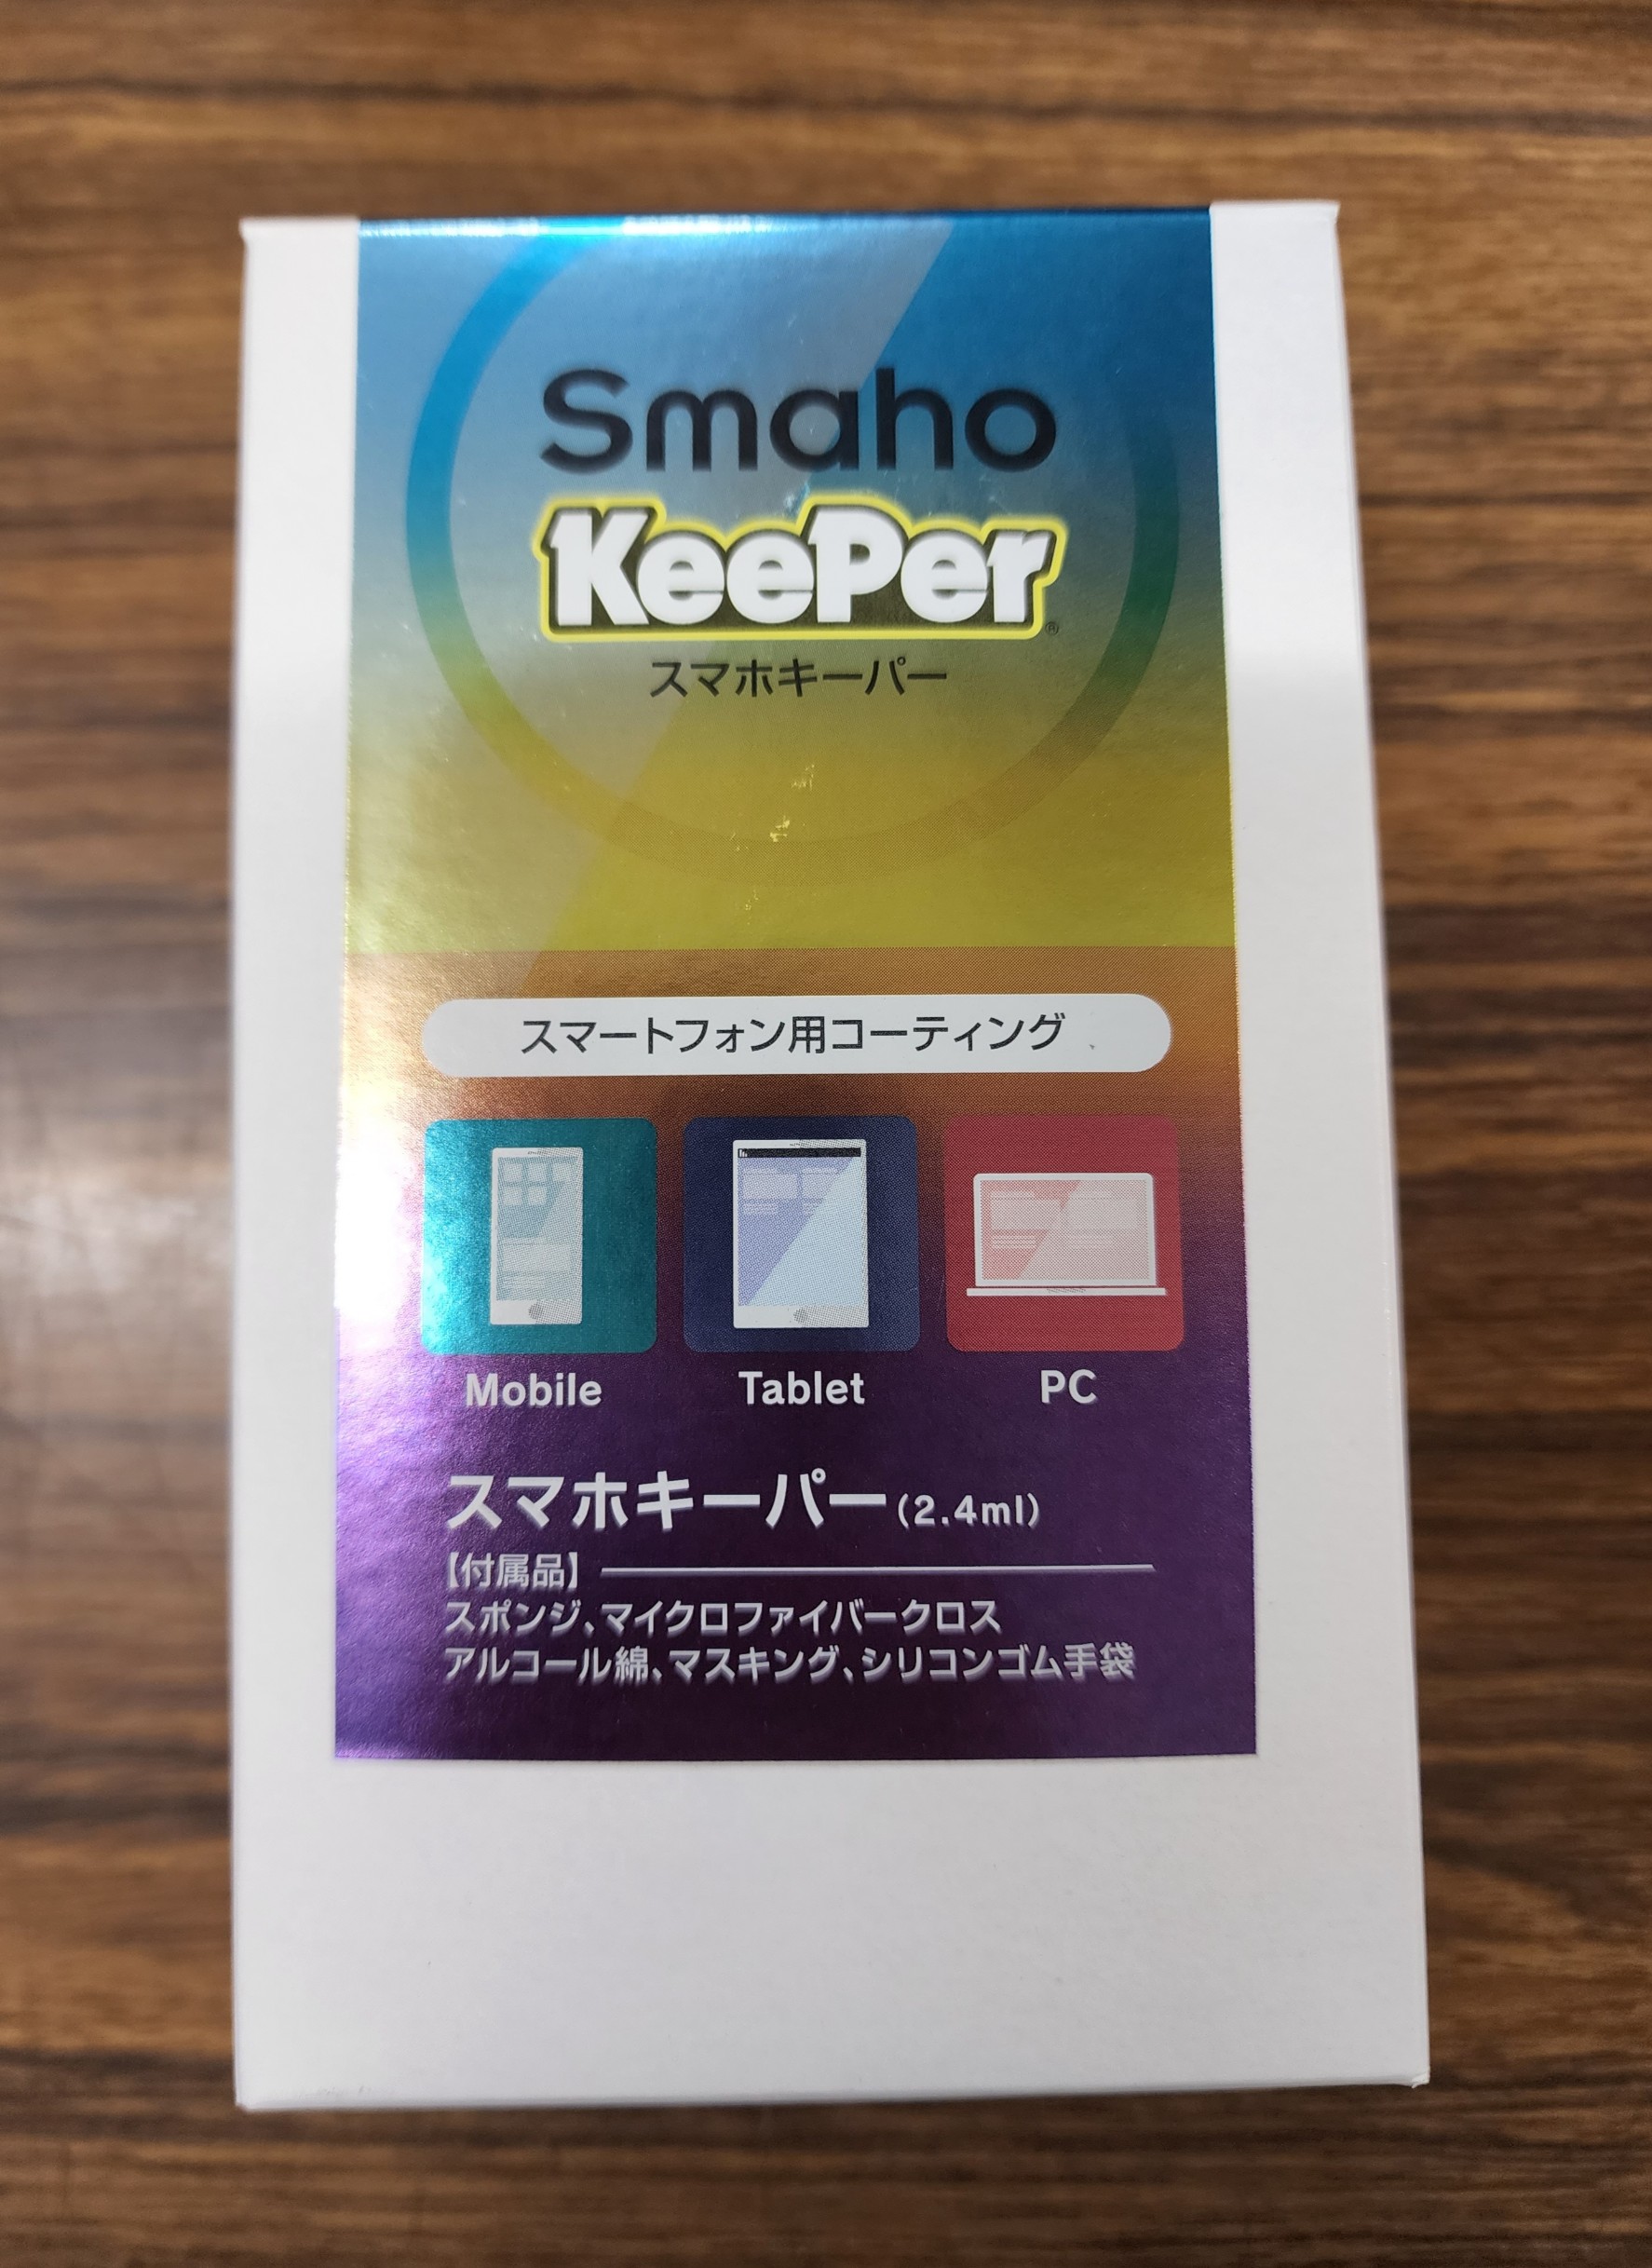 Smaho
KeePer®
スマホキーパー
スマートフォン用コーティング
Mobile Tablet PC
スマホキーパー(2.4ml)
【付属品】
スポンジ、マイクロファイバークロス
アルコール綿、マスキング、シリコンゴム手袋